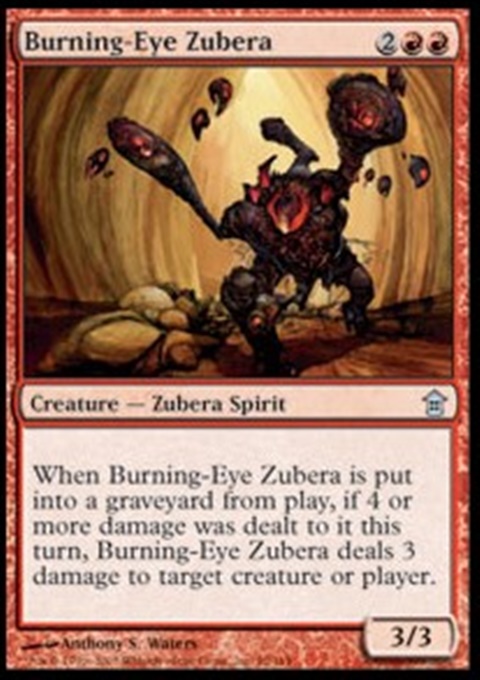 Burning-Eye Zubera 2
Creature — Zubera Spirit
When Burning-Eye Zubera is put
into a graveyard from play, if 4 or
more damage was dealt to it this
turn, Burning-Eye Zubera deals 3
damage to target creature or player.
Anthony S. Waters
3/3